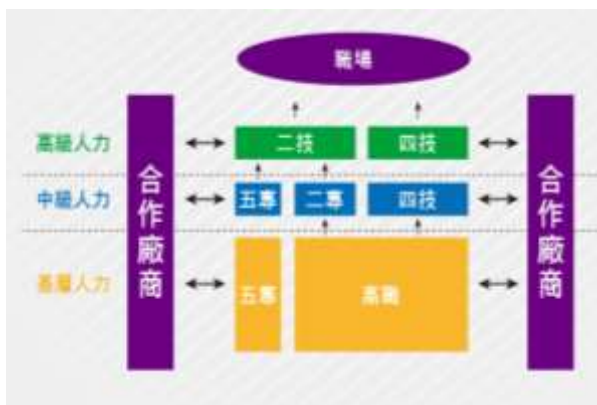 職場
高級人力
二技
四技
中級人力
五專
二專
四技
基層人力
五專
高職
合作廠商
合作廠商